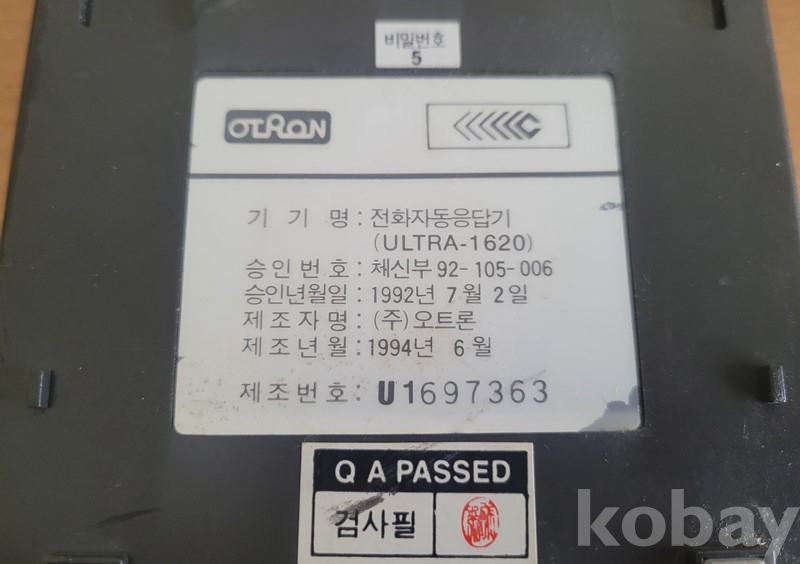 비밀번호
5
OTRON
기 기 명 : 전화자동응답기
(ULTRA-1620)
승 인 번 호 : 체신부 92-105-006
승인년월일 : 1992년 7월 2일
제 조 자 명 : (주)오트론
제 조 년 월 : 1994년 6월
제 조 번 호 : U1697363
Q A PASSED
검사필
kobay